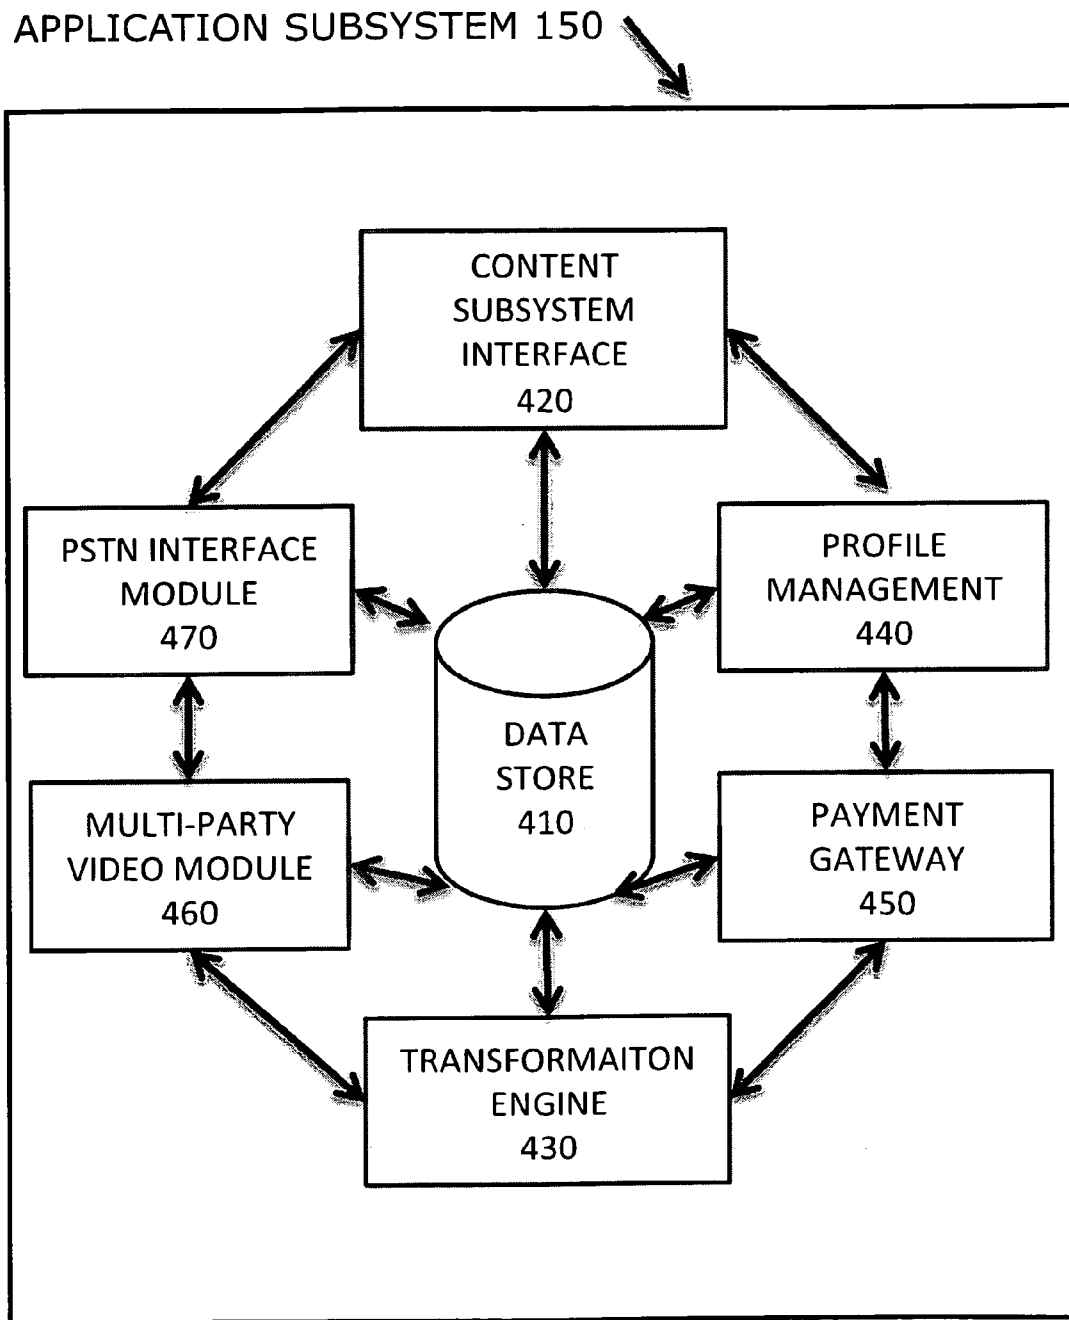 APPLICATION SUBSYSTEM 150
CONTENT
SUBSYSTEM
INTERFACE
420
PSTN INTERFACE
MODULE
470
PROFILE
MANAGEMENT
440
DATA
STORE
410
MULTI-PARTY
VIDEO MODULE
460
PAYMENT
GATEWAY
450
TRANSFORMAITON
ENGINE
430